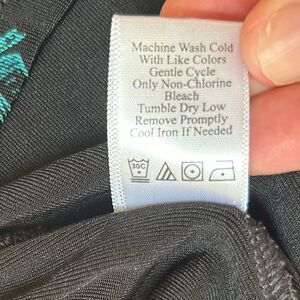 Machine Wash Cold
With Like Colors
Gentle Cycle
Only Non-Chlorine
Bleach
Tumble Dry Low
Remove Promptly
Cool Iron If Needed
30C